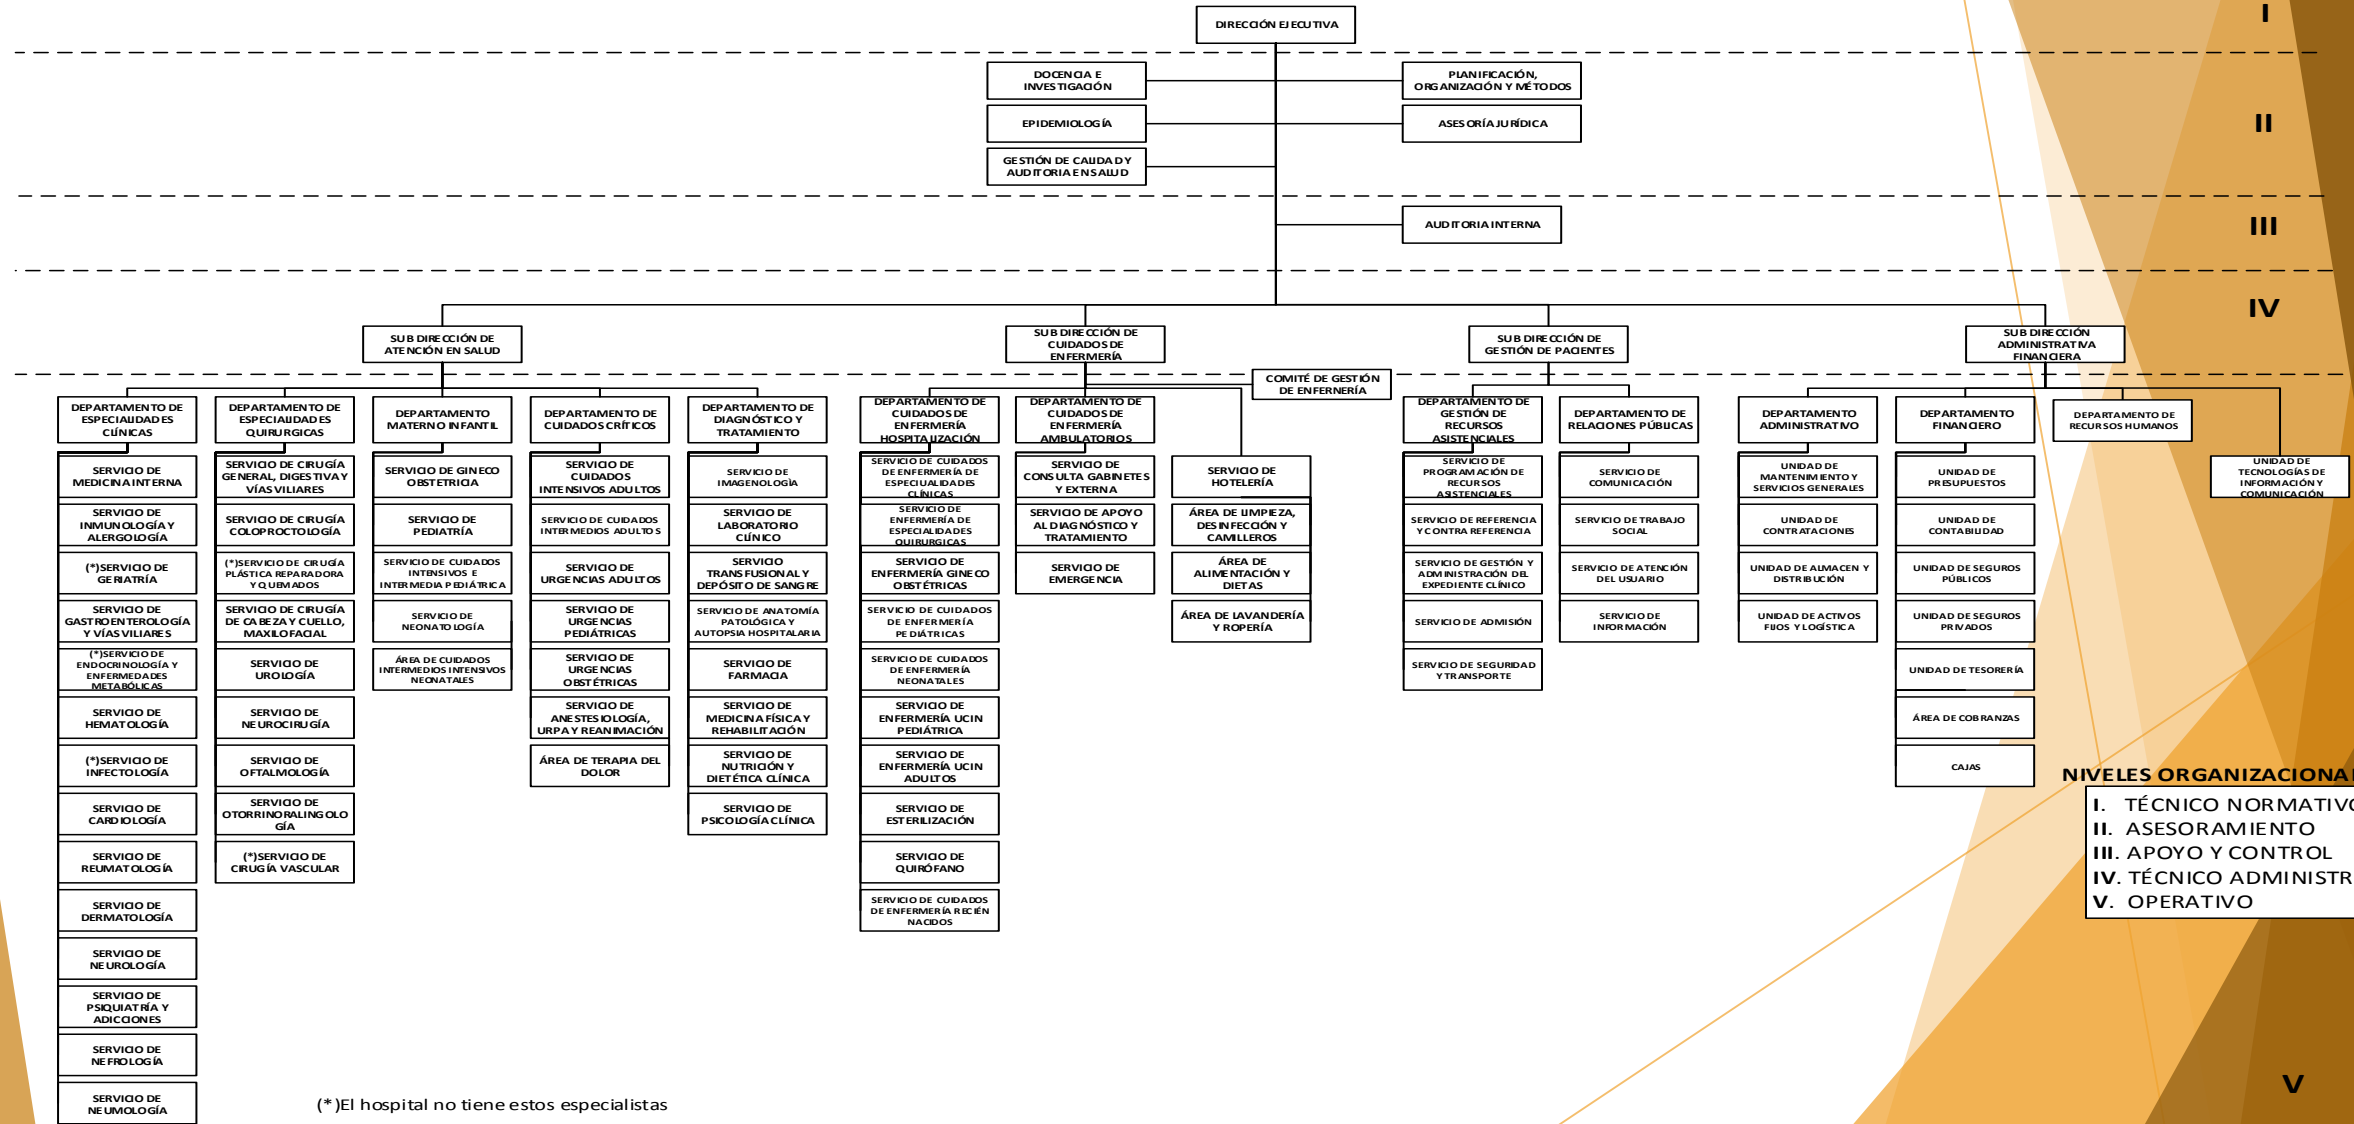 DIRECCIÓN EJECUTIVA
I
DOCENCIA E
INVESTIGACIÓN
PLANIFICACIÓN,
ORGANIZACIÓN Y MÉTODOS
EPIDEMIOLOGÍA
ASESORÍA JURÍDICA
II
GESTIÓN DE CALIDAD Y
AUDITORIA EN SALUD
AUDITORIA INTERNA
III
IV
SUB DIRECCIÓN DE
ATENCIÓN EN SALUD
SUB DIRECCIÓN DE
CUIDADOS DE
ENFERMERÍA
SUB DIRECCIÓN DE
GESTIÓN DE PACIENTES
SUB DIRECCIÓN
ADMINISTRATIVA
FINANCIERA
COMITÉ DE GESTIÓN
DE ENFERNERÍA
DEPARTAMENTO DE
ESPECIALIDADES
CLÍNICAS
SERVICIO DE
MEDICINA INTERNA
SERVICIO DE
INMUNOLOGÍA Y
ALERGOLOGÍA
(*)SERVICIO DE
GERIATRÍA
SERVICIO DE
GASTROENTEROLOGÍA
Y VÍAS VILIARES
(*)SERVICIO DE
ENDOCRINOLOGÍA Y
ENFERMEDADES
METABÓLICAS
SERVICIO DE
HEMATOLOGÍA
(*)SERVICIO DE
INFECTOLOGÍA
SERVICIO DE
CARDIOLOGÍA
SERVICIO DE
REUMATOLOGÍA
SERVICIO DE
DERMATOLOGÍA
SERVICIO DE
NEUROLOGÍA
SERVICIO DE
PSIQUIATRÍA Y
ADICCIONES
SERVICIO DE
NEFROLOGÍA
SERVICIO DE
NEUMOLOGÍA
DEPARTAMENTO DE
ESPECIALIDADES
QUIRURGICAS
SERVICIO DE CIRUGÍA
GENERAL, DIGESTIVA Y
VÍAS VILIARES
SERVICIO DE CIRUGÍA
COLOPROCTOLOGÍA
(*)SERVICIO DE CIRUGÍA
PLÁSTICA REPARADORA
Y QUEMADOS
SERVICIO DE CIRUGÍA
DE CABEZA Y CUELLO,
MAXILOFACIAL
SERVICIO DE
UROLOGÍA
SERVICIO DE
NEUROCIRUGÍA
SERVICIO DE
OFTALMOLOGÍA
SERVICIO DE
OTORRINORALINGOLO
GÍA
(*)SERVICIO DE
CIRUGÍA VASCULAR
DEPARTAMENTO
MATERNO INFANTIL
SERVICIO DE GINECO
OBSTETRICIA
SERVICIO DE
PEDIATRÍA
SERVICIO DE CUIDADOS
INTENSIVOS E
INTERMEDIA PEDIÁTRICA
SERVICIO DE
NEONATOLOGÍA
ÁREA DE CUIDADOS
INTERMEDIOS INTENSIVOS
NEONATALES
DEPARTAMENTO DE
CUIDADOS CRÍTICOS
SERVICIO DE
CUIDADOS
INTENSIVOS ADULTOS
SERVICIO DE CUIDADOS
INTERMEDIOS ADULTOS
SERVICIO DE
URGENCIAS ADULTOS
SERVICIO DE
URGENCIAS
PEDIÁTRICAS
SERVICIO DE
URGENCIAS
OBSTÉTRICAS
SERVICIO DE
ANESTESIOLOGÍA,
URPA Y REANIMACIÓN
ÁREA DE TERAPIA DEL
DOLOR
DEPARTAMENTO DE
DIAGNÓSTICO Y
TRATAMIENTO
SERVICIO DE
IMAGENOLOGÌA
SERVICIO DE
LABORATORIO
CLÍNICO
SERVICIO
TRANSFUSIONAL Y
DEPÓSITO DE SANGRE
SERVICIO DE ANATOMÍA
PATOLÓGICA Y
AUTOPSIA HOSPITALARIA
SERVICIO DE
FARMACIA
SERVICIO DE
MEDICINA FÍSICA Y
REHABILITACIÓN
SERVICIO DE
NUTRICIÓN Y
DIETÉTICA CLÍNICA
SERVICIO DE
PSICOLOGÍA CLÍNICA
DEPARTAMENTO DE
CUIDADOS DE
ENFERMERÍA
HOSPITALIZACIÓN
SERVICIO DE CUIDADOS
DE ENFERMERÍA DE
ESPECIUALIDADES
CLÍNICAS
SERVICIO DE
ENFERMERÍA DE
ESPECIALIDADES
QUIRURGICAS
SERVICIO DE
ENFERMERÍA GINECO
OBSTÉTRICAS
SERVICIO DE CUIDADOS
DE ENFERMERÍA
PEDIÁTRICAS
SERVICIO DE CUIDADOS
DE ENFERMERÍA
NEONATALES
SERVICIO DE
ENFERMERÍA UCIN
PEDIÁTRICA
SERVICIO DE
ENFERMERÍA UCIN
ADULTOS
SERVICIO DE
ESTERILIZACIÓN
SERVICIO DE
QUIRÓFANO
SERVICIO DE CUIDADOS
DE ENFERMERÍA RECIÉN
NACIDOS
DEPARTAMENTO DE
CUIDADOS DE
ENFERMERÍA
AMBULATORIOS
SERVICIO DE
CONSULTA GABINETES
Y EXTERNA
SERVICIO DE APOYO
AL DIAGNÓSTICO Y
TRATAMIENTO
SERVICIO DE
EMERGENCIA
SERVICIO DE
HOTELERÍA
ÁREA DE LIMPIEZA,
DESINFECCIÓN Y
CAMILLEROS
ÁREA DE
ALIMENTACIÓN Y
DIETAS
ÁREA DE LAVANDERÍA
Y ROPERÍA
DEPARTAMENTO DE
GESTIÓN DE
RECURSOS
ASISTENCIALES
SERVICIO DE
PROGRAMACIÓN DE
RECURSOS
ASISTENCIALES
SERVICIO DE REFERENCIA
Y CONTRA REFERENCIA
SERVICIO DE GESTIÓN Y
ADMINISTRACIÓN DEL
EXPEDIENTE CLÍNICO
SERVICIO DE ADMISIÓN
SERVICIO DE SEGURIDAD
Y TRANSPORTE
DEPARTAMENTO DE
RELACIONES PÚBLICAS
SERVICIO DE
COMUNICACIÓN
SERVICIO DE TRABAJO
SOCIAL
SERVICIO DE ATENCIÓN
DEL USUARIO
SERVICIO DE
INFORMACIÓN
DEPARTAMENTO
ADMINISTRATIVO
UNIDAD DE
MANTENIMIENTO Y
SERVICIOS GENERALES
UNIDAD DE
CONTRATACIONES
UNIDAD DE ALMACEN Y
DISTRIBUCIÓN
UNIDAD DE ACTIVOS
FIJOS Y LOGÍSTICA
DEPARTAMENTO
FINANCIERO
UNIDAD DE
PRESUPUESTOS
UNIDAD DE
CONTABILIDAD
UNIDAD DE SEGUROS
PÚBLICOS
UNIDAD DE SEGUROS
PRIVADOS
UNIDAD DE TESORERÍA
ÁREA DE COBRANZAS
CAJAS
DEPARTAMENTO DE
RECURSOS HUMANOS
UNIDAD DE
TECNOLOGÍAS DE
INFORMACIÓN Y
COMUNICACIÓN
NIVELES ORGANIZACIONA
I. TÉCNICO NORMATIVO
II. ASESORAMIENTO
III. APOYO Y CONTROL
IV. TÉCNICO ADMINISTR
V. OPERATIVO
V
(*)El hospital no tiene estos especialistas